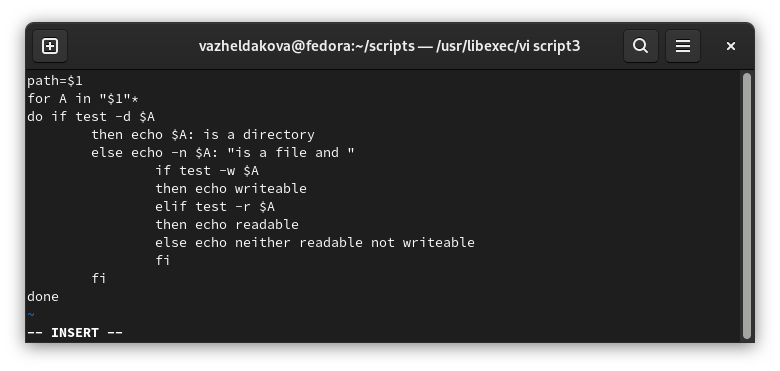 vazheldakova@fedora:~/scripts — /usr/libexec/vi script3
path=$1
for A in "$1"*
do if test -d $A
        then echo $A: is a directory
        else echo -n $A: "is a file and "
                if test -w $A
                then echo writeable
                elif test -r $A
                then echo readable
                else echo neither readable not writeable
                fi
        fi
done
~
-- INSERT --